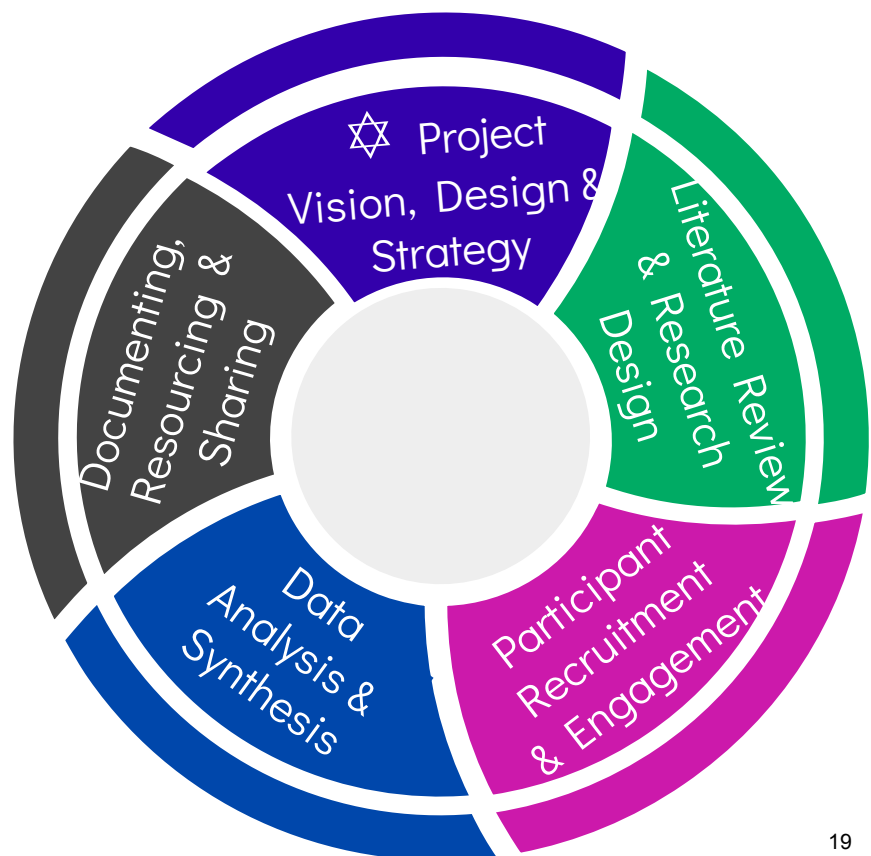 ✡ Project
Vision, Design &
Strategy
Literature Review
& Research
Design
Participant
Recruitment
& Engagement
Data
Analysis &
Synthesis
Documenting,
Resourcing &
Sharing
19